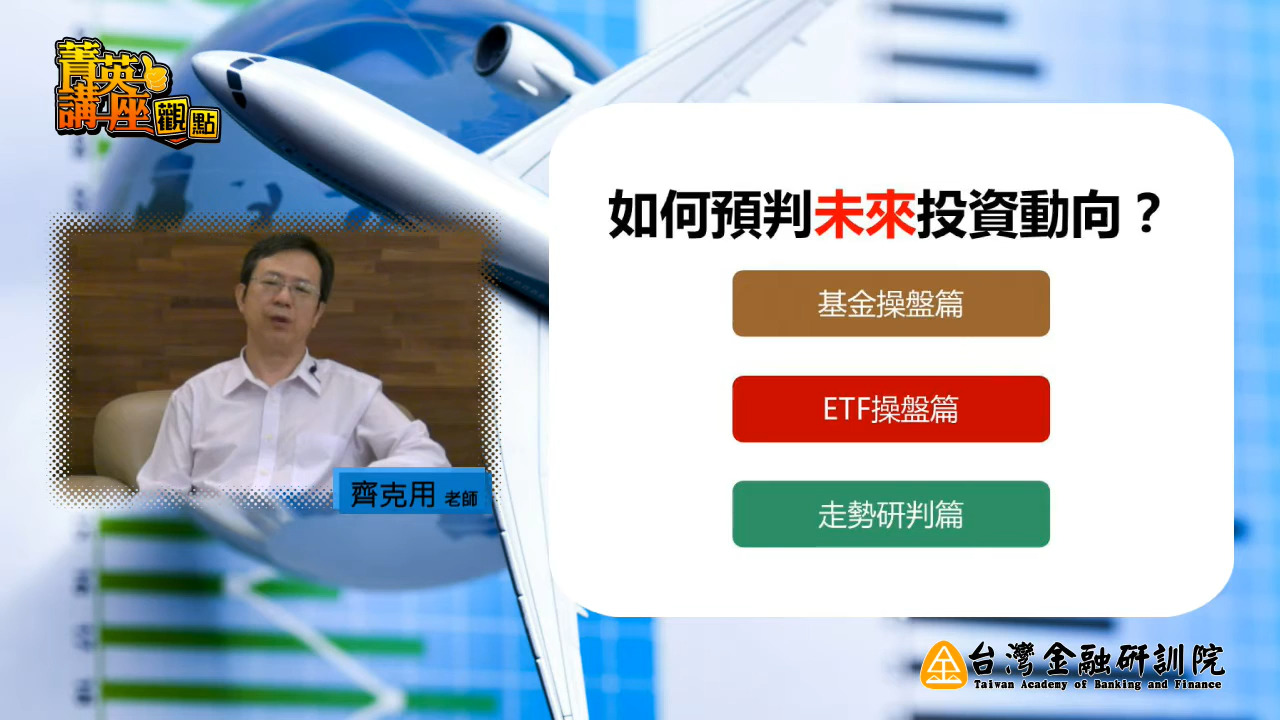 菁英
講座觀點
如何預判未來投資動向？
基金操盤篇
ETF操盤篇
走勢研判篇
齊克用 老師
台灣金融研訓院
Taiwan Academy of Banking and Finance